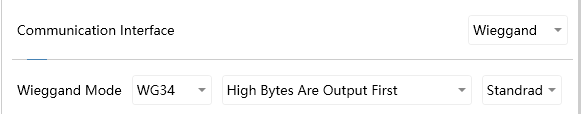 Communication Interface Wieggand
Wieggand Mode WG34 High Bytes Are Output First Standrad